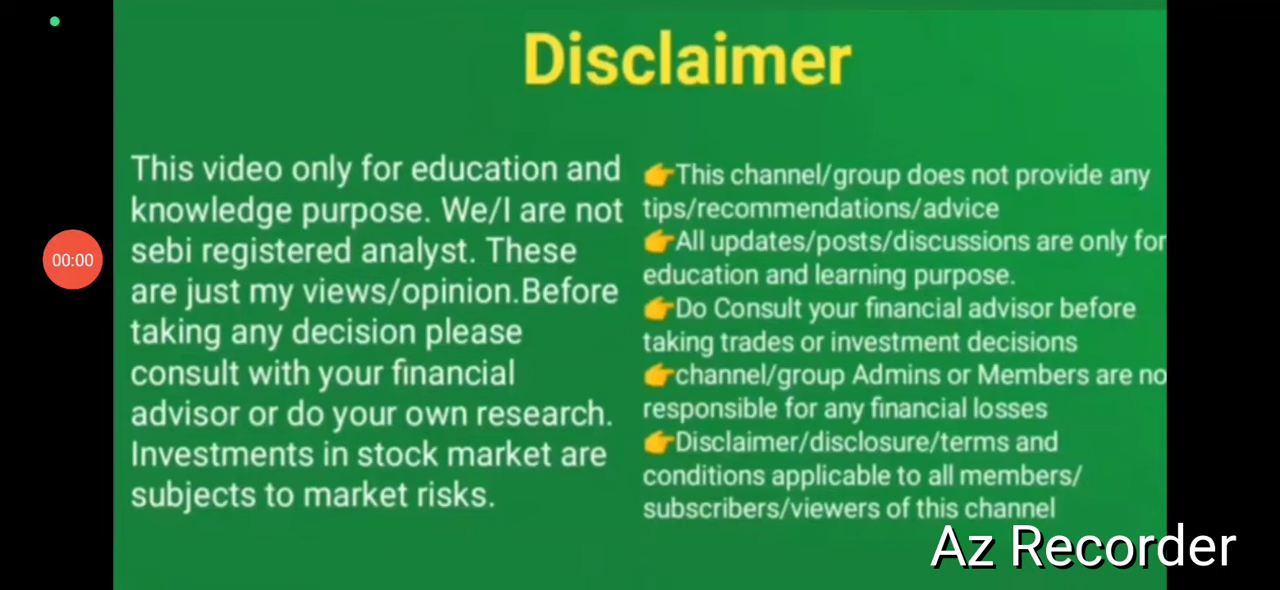 Disclaimer
This video only for education and
knowledge purpose. We/I are not
sebi registered analyst. These
are just my views/opinion.Before
taking any decision please
consult with your financial
advisor or do your own research.
Investments in stock market are
subjects to market risks.
👉This channel/group does not provide any
tips/recommendations/advice
👉All updates/posts/discussions are only for
education and learning purpose.
👉Do Consult your financial advisor before
taking trades or investment decisions
👉channel/group Admins or Members are no
responsible for any financial losses
👉Disclaimer/disclosure/terms and
conditions applicable to all members/
subscribers/viewers of this channel
00:00
Az Recorder